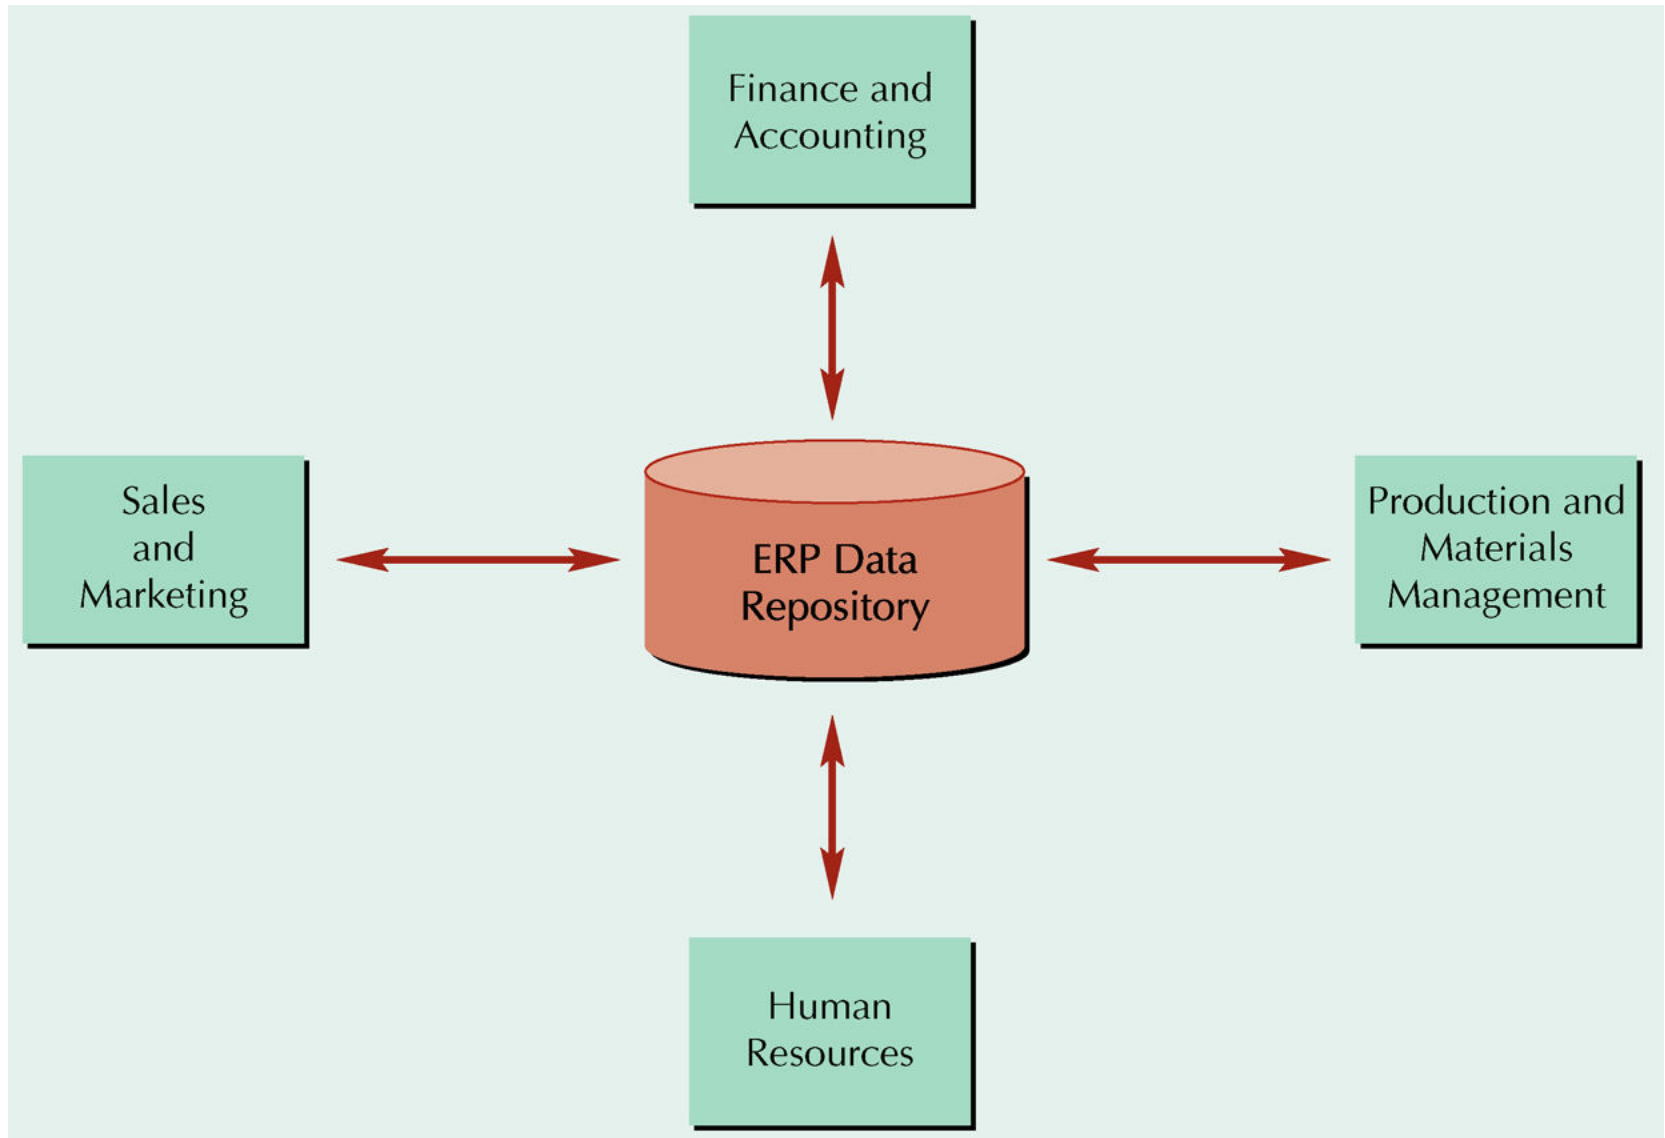 Finance and
Accounting
Sales
and
Marketing
ERP Data
Repository
Production and
Materials
Management
Human
Resources